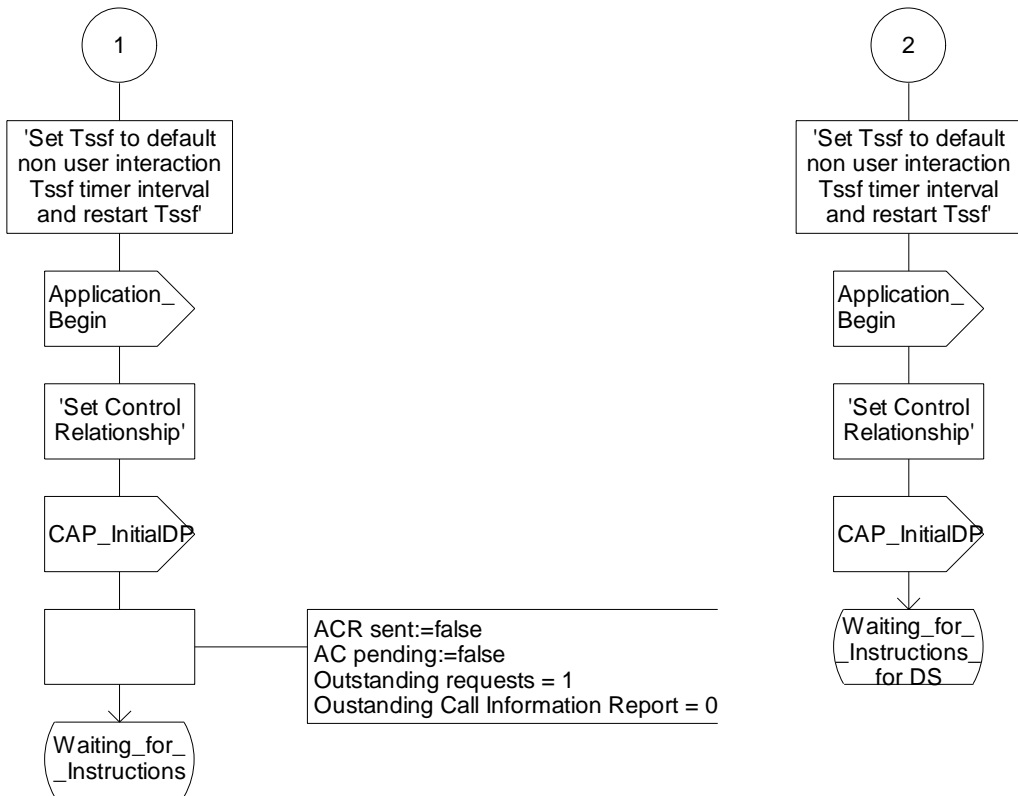 1
'Set Tssf to default
non user interaction
Tssf timer interval
and restart Tssf'
Application_
Begin
'Set Control
Relationship'
CAP_InitialDP
ACR sent:=false
AC pending:=false
Outstanding requests = 1
Oustanding Call Information Report = 0
Waiting_for_
_Instructions
2
'Set Tssf to default
non user interaction
Tssf timer interval
and restart Tssf'
Application_
Begin
'Set Control
Relationship'
CAP_InitialDP
Waiting_for_
_Instructions_
for DS